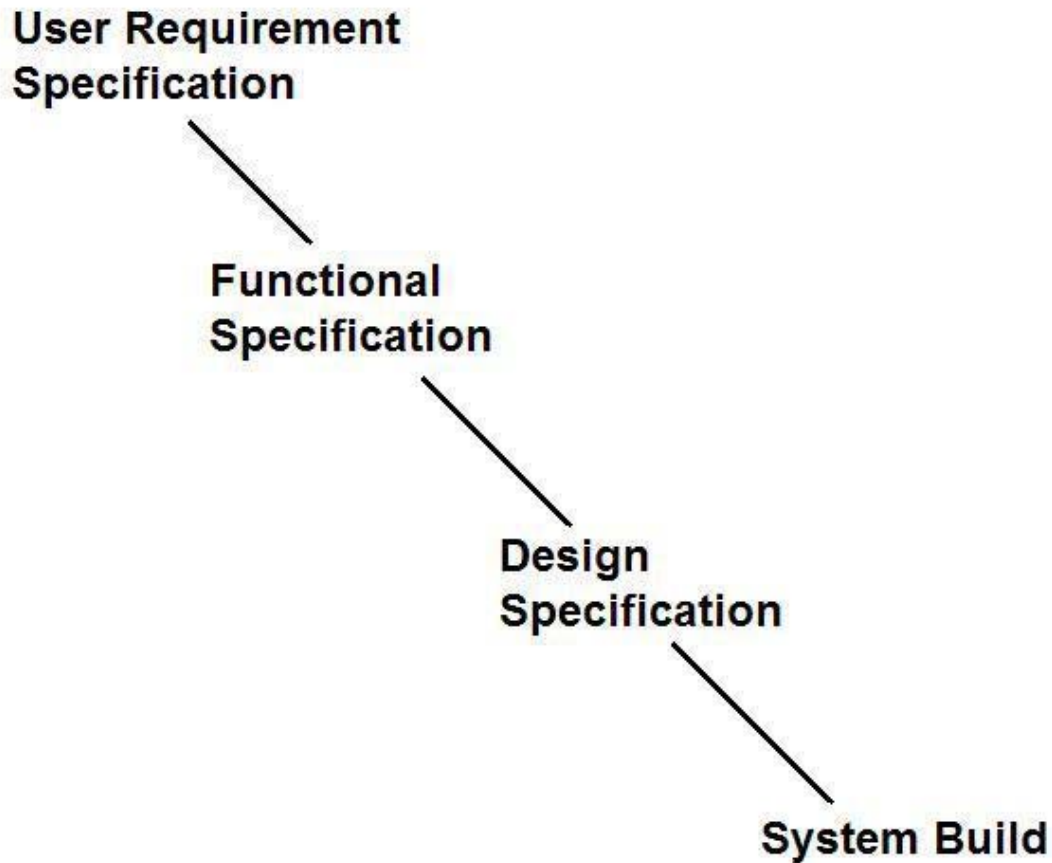 User Requirement
Specification
Functional
Specification
Design
Specification
System Build